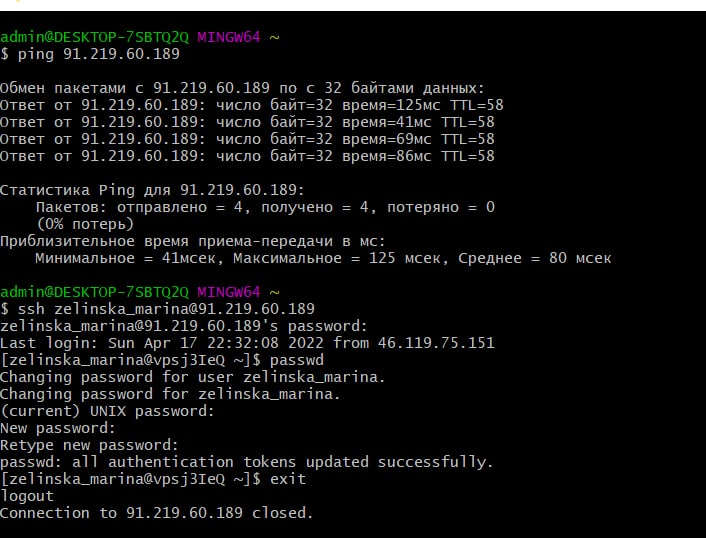 admin@DESKTOP-7SBTQ2Q MINGW64 ~
$ ping 91.219.60.189
Обмен пакетами с 91.219.60.189 по с 32 байтами данных:
Ответ от 91.219.60.189: число байт=32 время=125мс TTL=58
Ответ от 91.219.60.189: число байт=32 время=41мс TTL=58
Ответ от 91.219.60.189: число байт=32 время=69мс TTL=58
Ответ от 91.219.60.189: число байт=32 время=86мс TTL=58
Статистика Ping для 91.219.60.189:
Пакетов: отправлено = 4, получено = 4, потеряно = 0
(0% потерь)
Приблизительное время приема-передачи в мс:
Минимальное = 41мсек, Максимальное = 125 мсек, Среднее = 80 мсек
admin@DESKTOP-7SBTQ2Q MINGW64 ~
$ ssh zelinska_marina@91.219.60.189
zelinska_marina@91.219.60.189's password:
Last login: Sun Apr 17 22:32:08 2022 from 46.119.75.151
[zelinska_marina@vpsj3IeQ ~]$ passwd
Changing password for user zelinska_marina.
Changing password for zelinska_marina.
(current) UNIX password:
New password:
Retype new password:
passwd: all authentication tokens updated successfully.
[zelinska_marina@vpsj3IeQ ~]$ exit
logout
Connection to 91.219.60.189 closed.